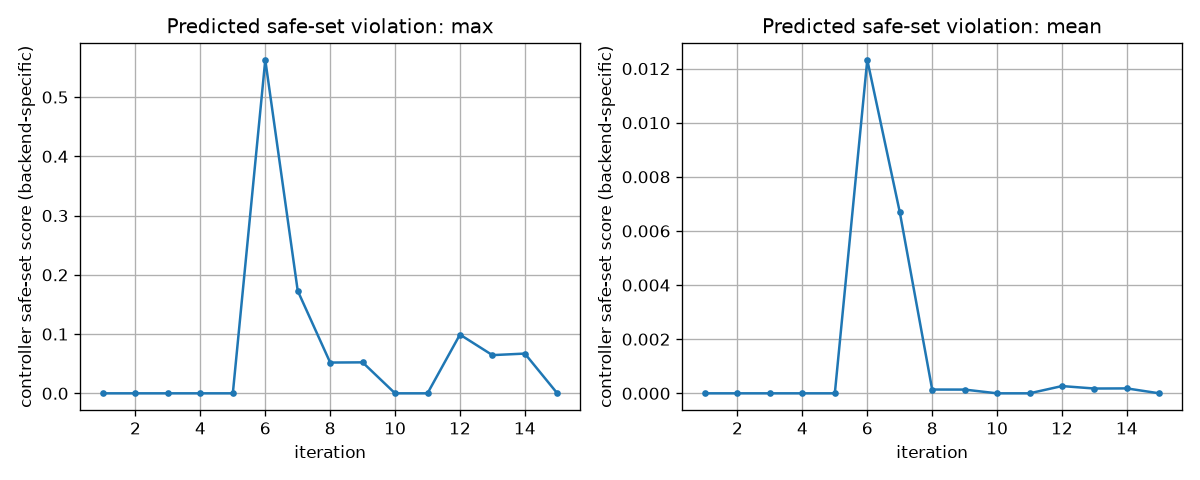 Predicted safe-set violation: max
controller safe-set score (backend-specific)
0.5
0.4
0.3
0.2
0.1
0.0
2 4 6 8 10 12 14
iteration
Predicted safe-set violation: mean
controller safe-set score (backend-specific)
0.012
0.010
0.008
0.006
0.004
0.002
0.000
2 4 6 8 10 12 14
iteration